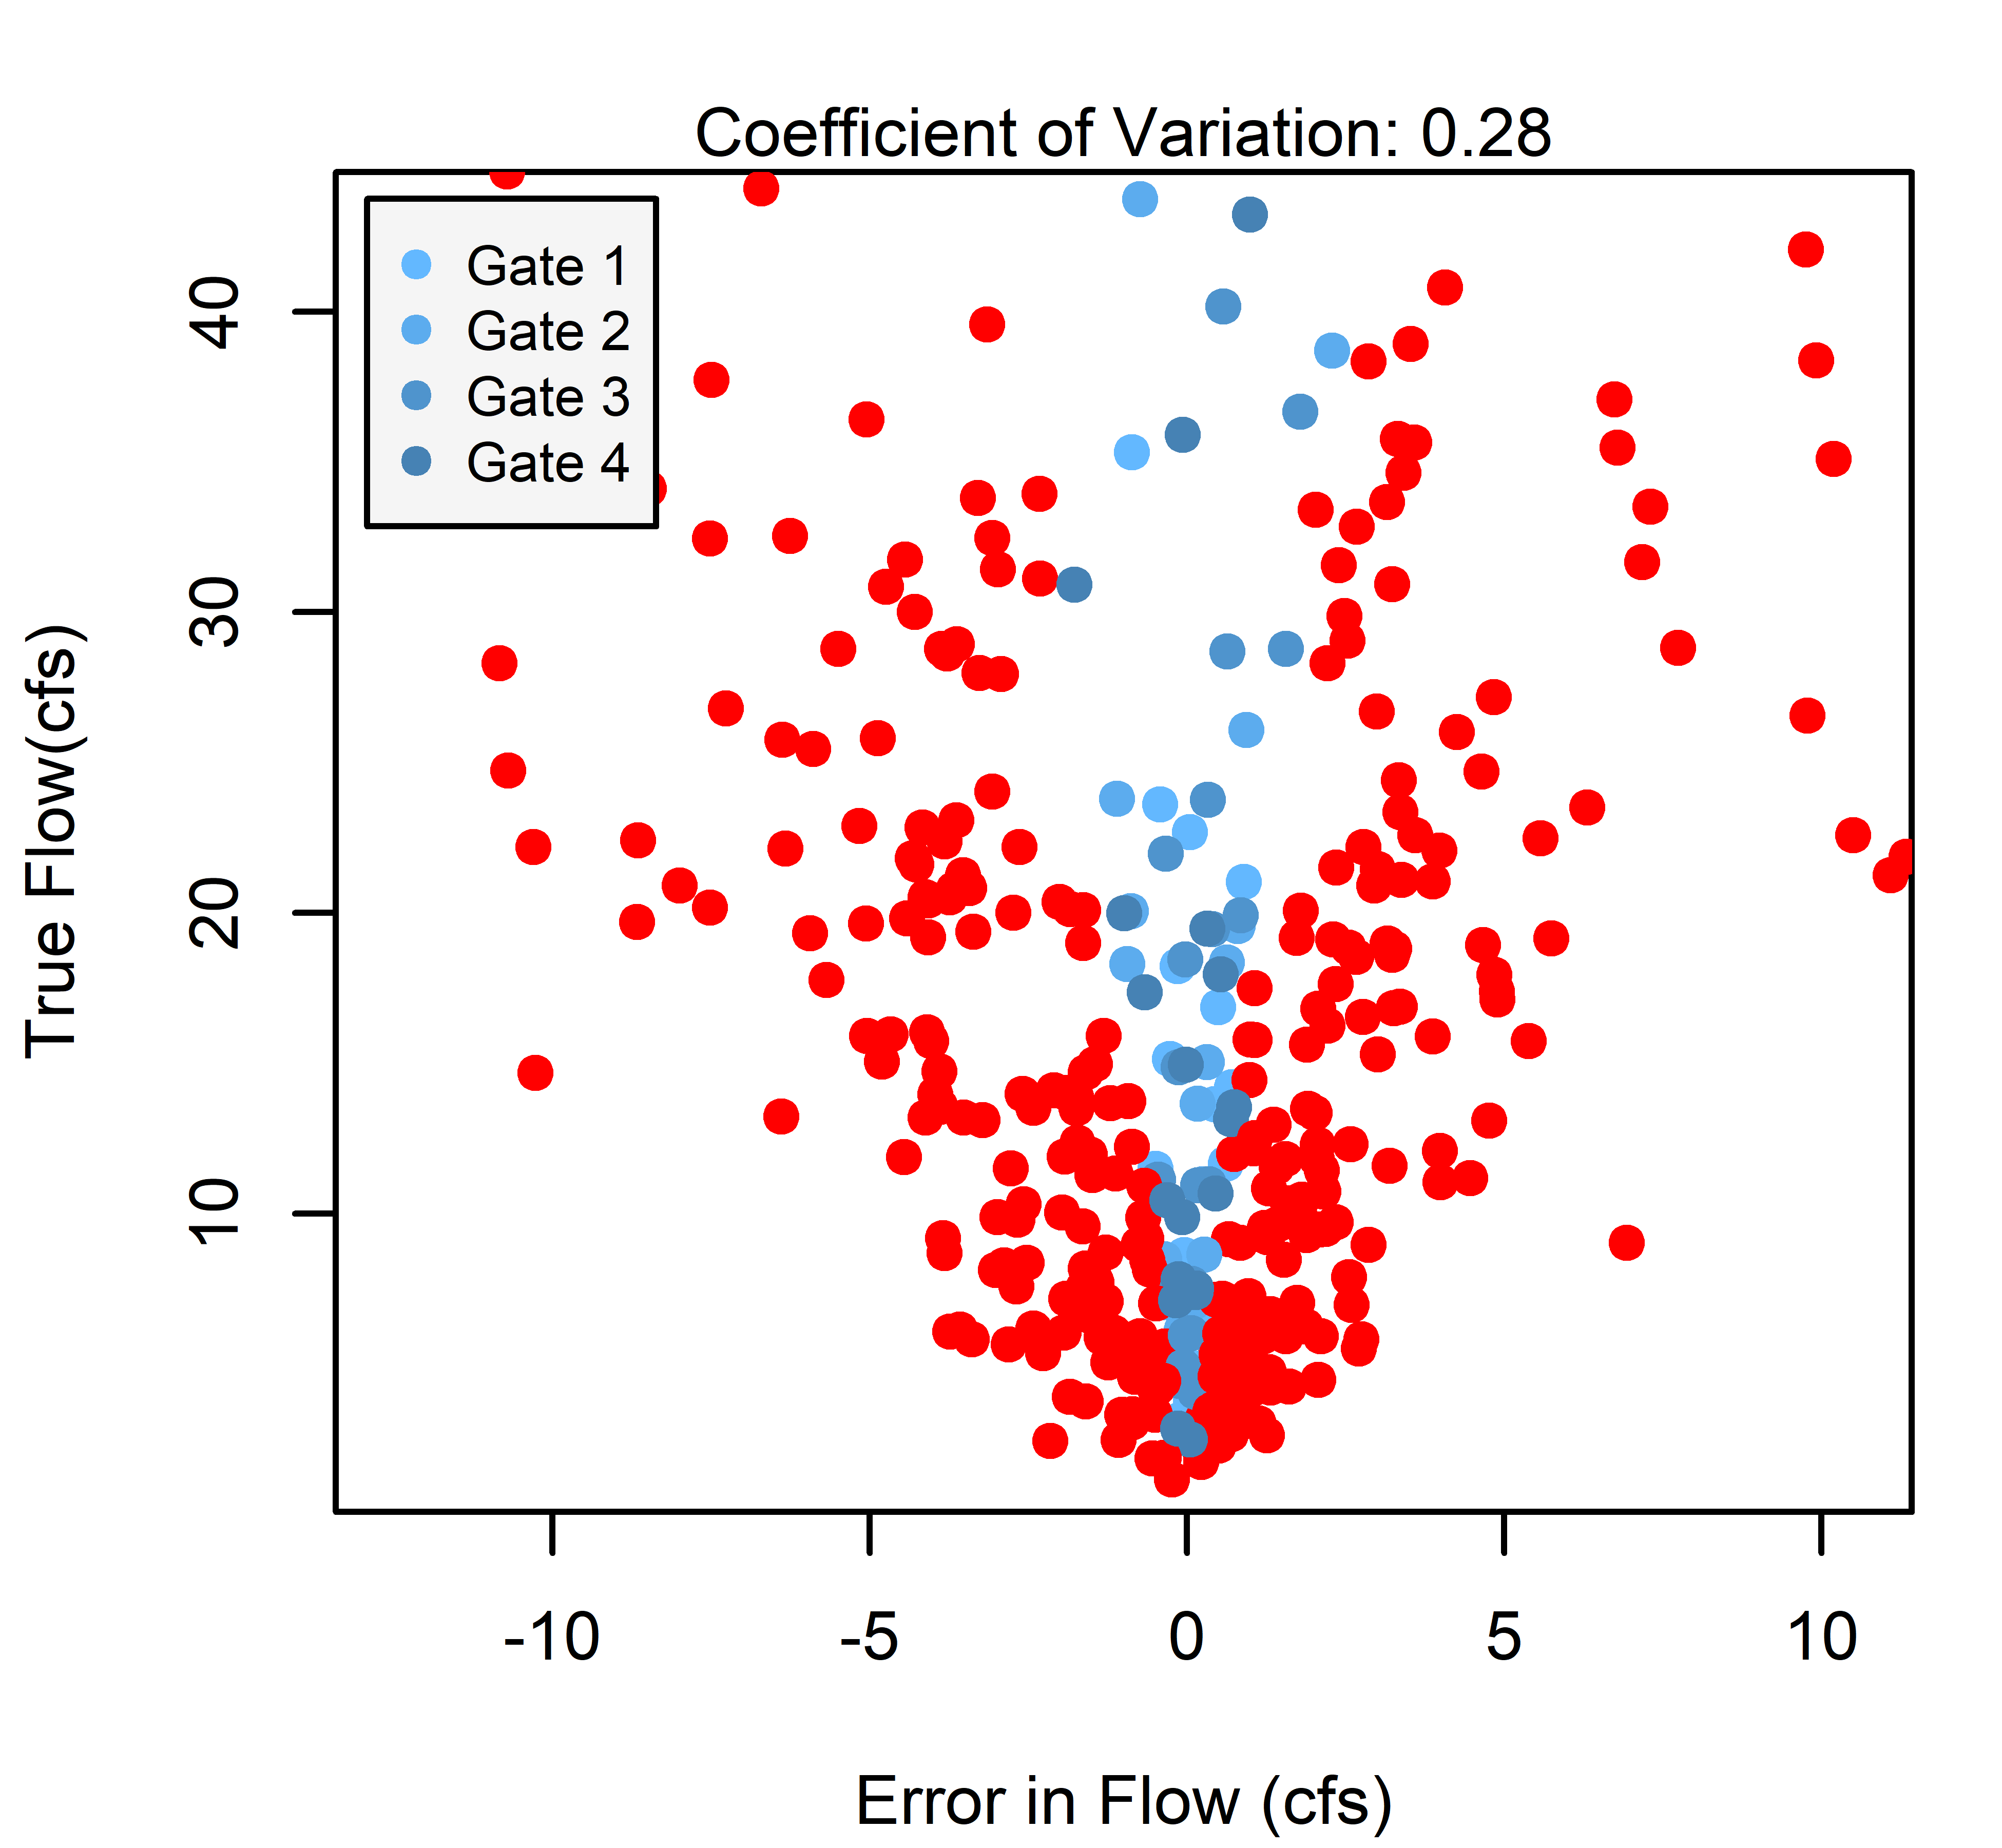 Coefficient of Variation: 0.28
Gate 1
Gate 2
Gate 3
Gate 4
True Flow(cfs)
40
30
20
10
-10 -5 0 5 10
Error in Flow (cfs)